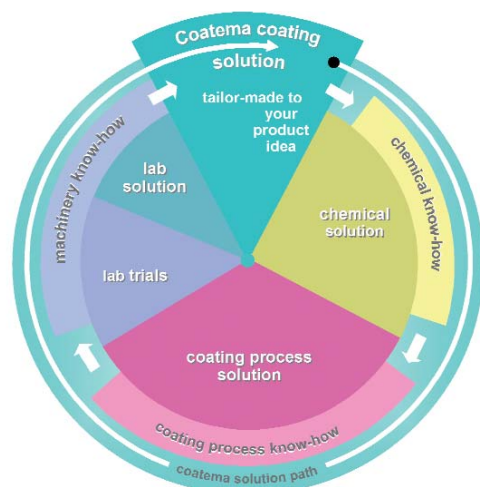 Coatema coating
solution
tailor-made to
your
product
idea
chemical know-how
chemical
solution
coating process
solution
coating process know-how
coatema solution path
lab trials
lab
solution
machinery know-how